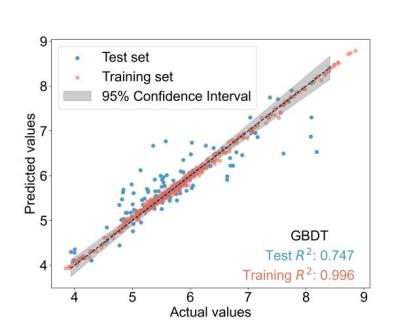 9
8
7
6
5
4
Predicted values
Test set
Training set
95% Confidence Interval
GBDT
Test R²: 0.747
Training R²: 0.996
4 5 6 7 8 9
Actual values